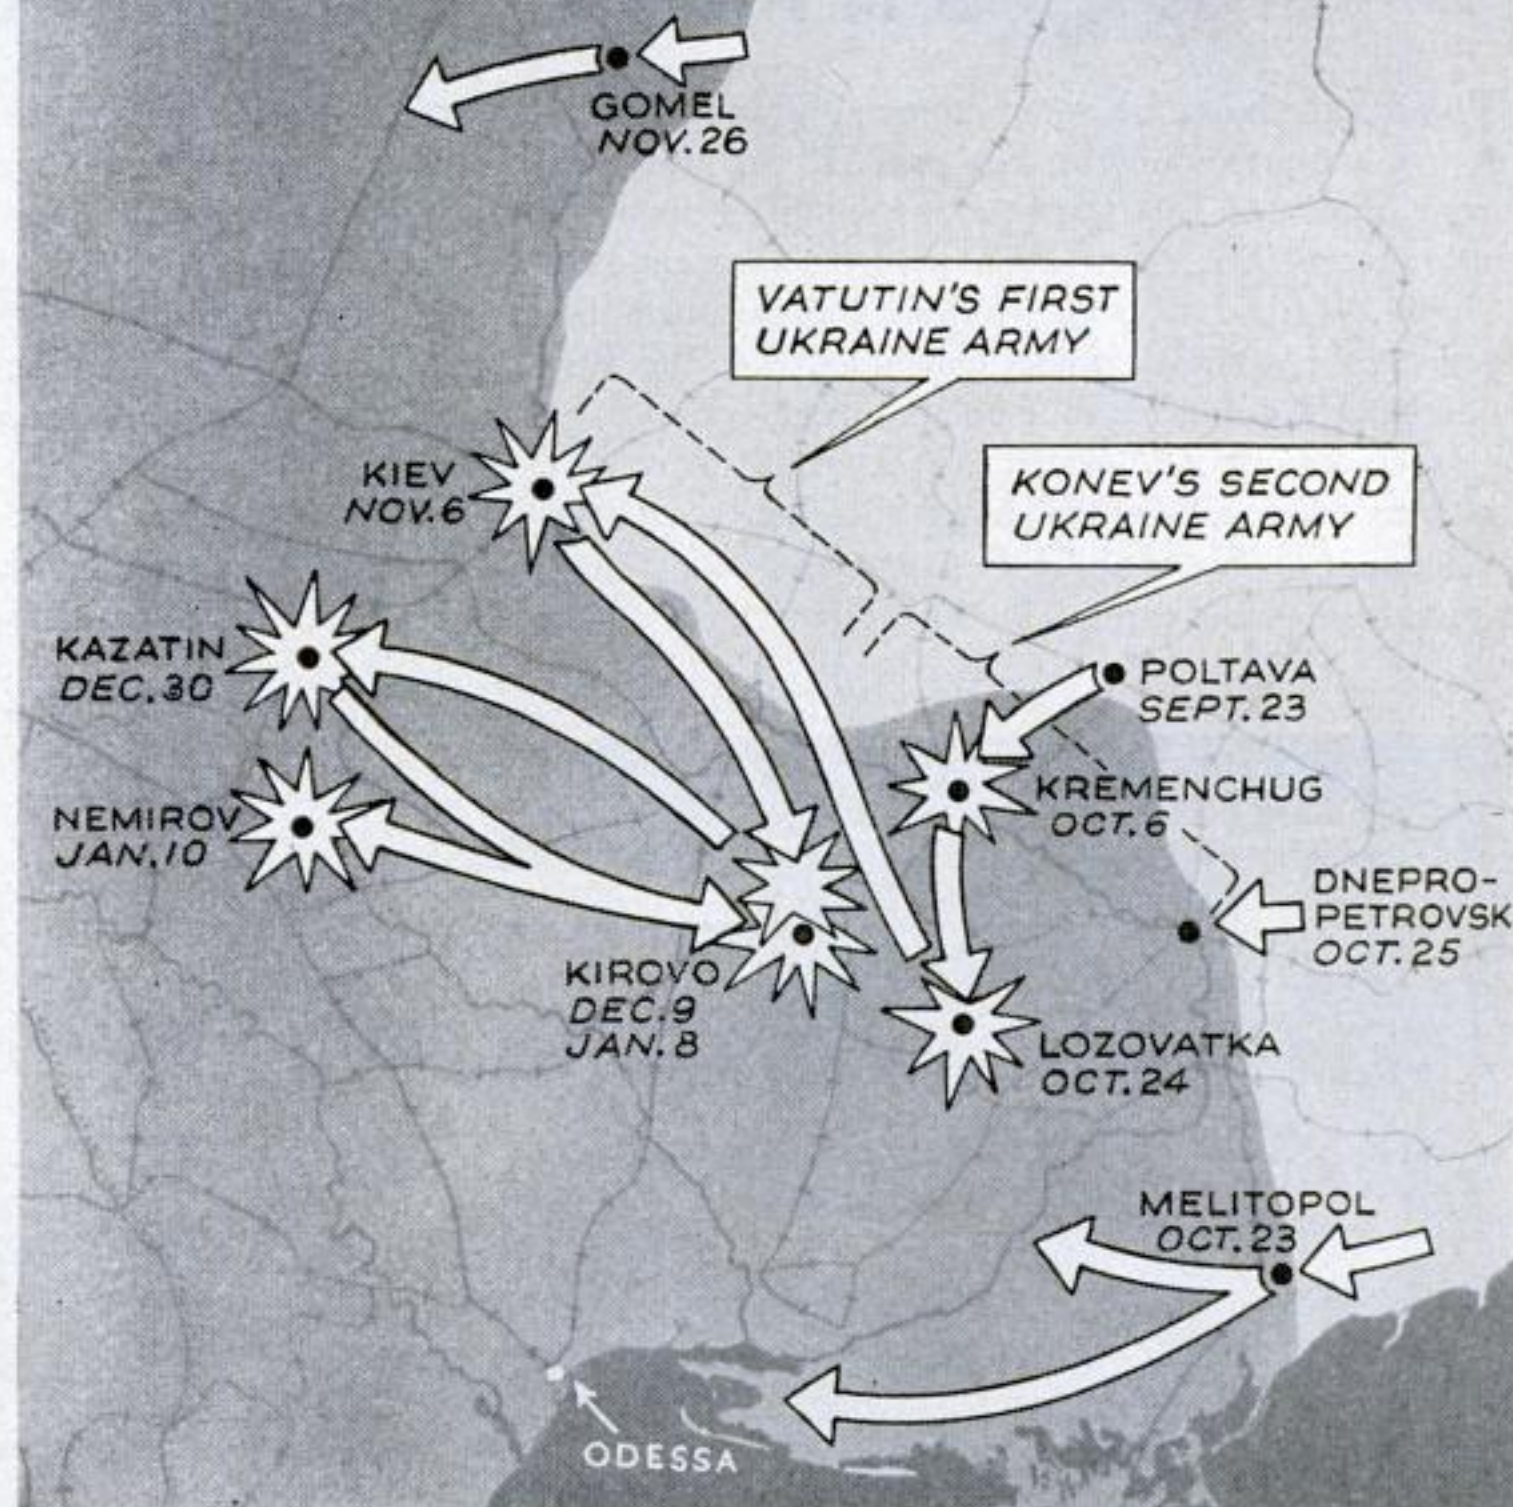 GOMEL
NOV. 26
VATUTIN'S FIRST
UKRAINE ARMY
KIEV
NOV. 6
KONEV'S SECOND
UKRAINE ARMY
KAZATIN
DEC. 30
POLTAVA
SEPT. 23
NEMIROV
JAN. 10
KREMENCHUG
OCT. 6
DNEPRO-
PETROVSK
OCT. 25
KIROVO
DEC. 9
JAN. 8
LOZOVATKA
OCT. 24
MELITOPOL
OCT. 23
ODESSA